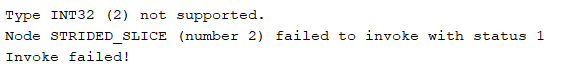 Type INT32 (2) not supported.
Node STRIDED_SLICE (number 2) failed to invoke with status 1
Invoke failed!